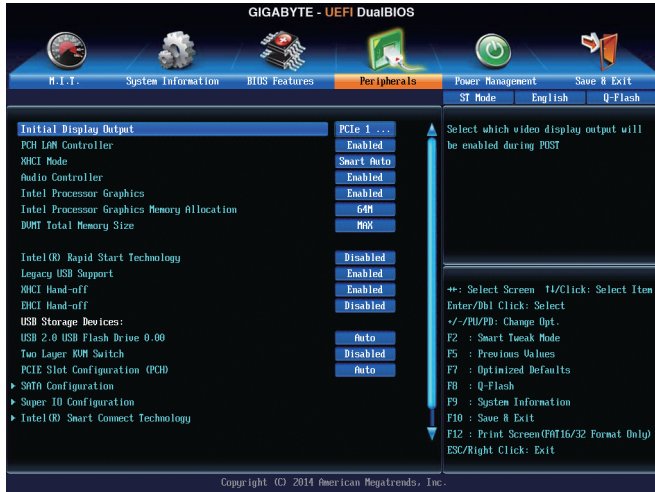 GIGABYTE - UEFI DualBIOS
M.I.T. System Information BIOS Features Peripherals Power Management Save & Exit
ST Mode English Q-Flash
Initial Display Output PCIe 1 ...
PCH LAN Controller Enabled
XHCI Mode Smart Auto
Audio Controller Enabled
Intel Processor Graphics Enabled
Intel Processor Graphics Memory Allocation 64M
DVMT Total Memory Size MAX
Intel(R) Rapid Start Technology Disabled
Legacy USB Support Enabled
XHCI Hand-off Enabled
EHCI Hand-off Disabled
USB Storage Devices:
USB 2.0 USB Flash Drive 0.00 Auto
Two Layer KVM Switch Disabled
PCIE Slot Configuration (PCH) Auto
SATA Configuration
Super IO Configuration
Intel(R) Smart Connect Technology
Select which video display output will
be enabled during POST
→←: Select Screen ↑↓/Click: Select Item
Enter/Dbl Click: Select
+/-/PU/PD: Change Opt.
F2 : Smart Tweak Mode
F5 : Previous Values
F7 : Optimized Defaults
F8 : Q-Flash
F9 : System Information
F10 : Save & Exit
F12 : Print Screen(FAT16/32 Format Only)
ESC/Right Click: Exit
Copyright (C) 2014 American Megatrends, Inc.